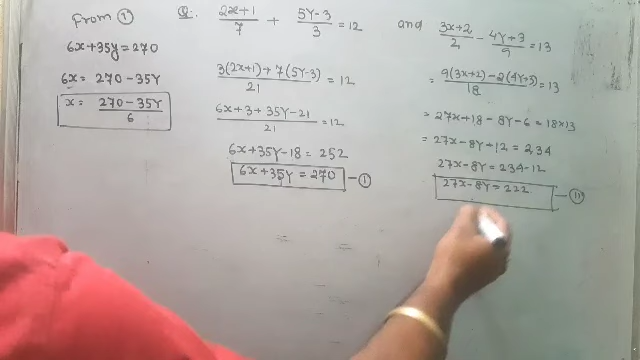 From ①
6x+35y=270
6x = 270-35Y
x = 270-35Y / 6
Q. 2x+1/7 + 5Y-3/3 = 12 and 3x+2/2 - 4Y+3/9 = 13
3(2x+1)+7(5Y-3)/21 = 12
6x+3+35Y-21/21 = 12
6x+35Y-18 = 252
6x+35Y = 270 —①
= 9(3x+2)-2(4Y+3)/18 = 13
= 27x+18-8Y-6 = 18x13
= 27x-8Y+12 = 234
27x-8Y = 234-12
27x-8Y = 222 —②